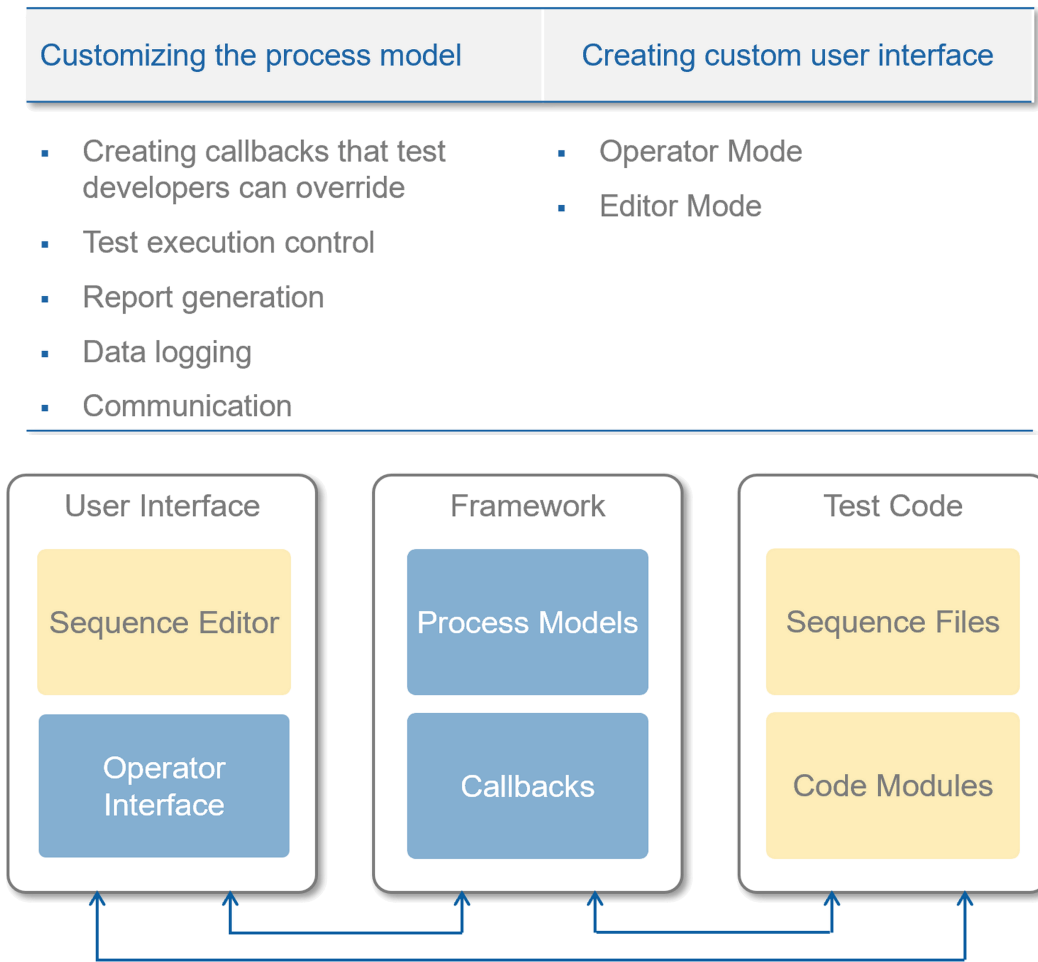 Customizing the process model
Creating custom user interface
Creating callbacks that test
developers can override
Test execution control
Report generation
Data logging
Communication
Operator Mode
Editor Mode
User Interface
Sequence Editor
Operator
Interface
Framework
Process Models
Callbacks
Test Code
Sequence Files
Code Modules